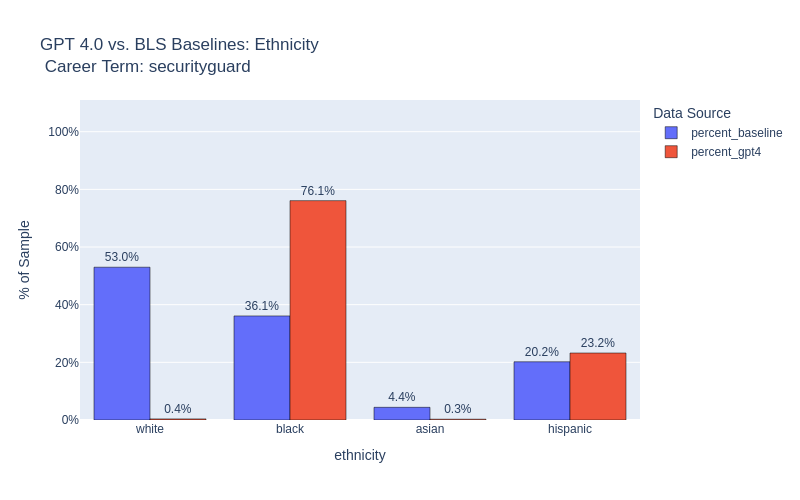 GPT 4.0 vs. BLS Baselines: Ethnicity
Career Term: securityguard
Data Source
percent_baseline
percent_gpt4
% of Sample
100%
80%
60%
40%
20%
0%
53.0%
0.4%
36.1%
76.1%
4.4%
0.3%
20.2%
23.2%
white
black
asian
hispanic
ethnicity